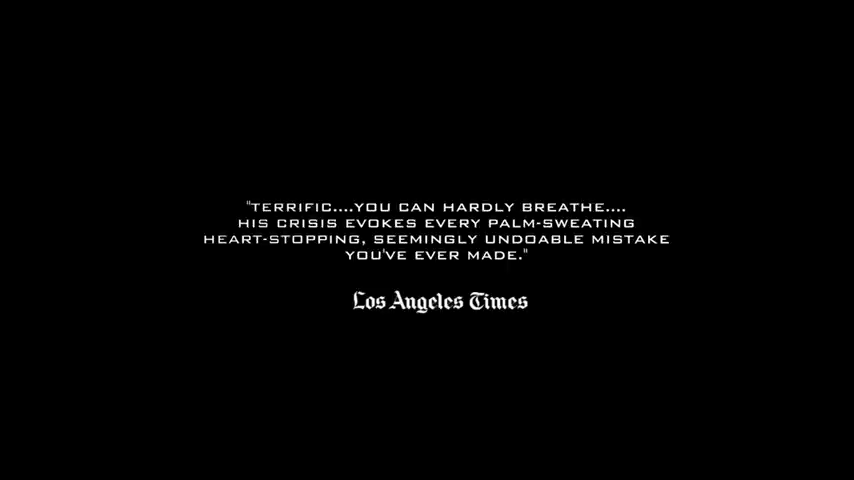 "TERRIFIC....YOU CAN HARDLY BREATHE....
HIS CRISIS EVOKES EVERY PALM-SWEATING
HEART-STOPPING, SEEMINGLY UNDOABLE MISTAKE
YOU'VE EVER MADE."
Los Angeles Times